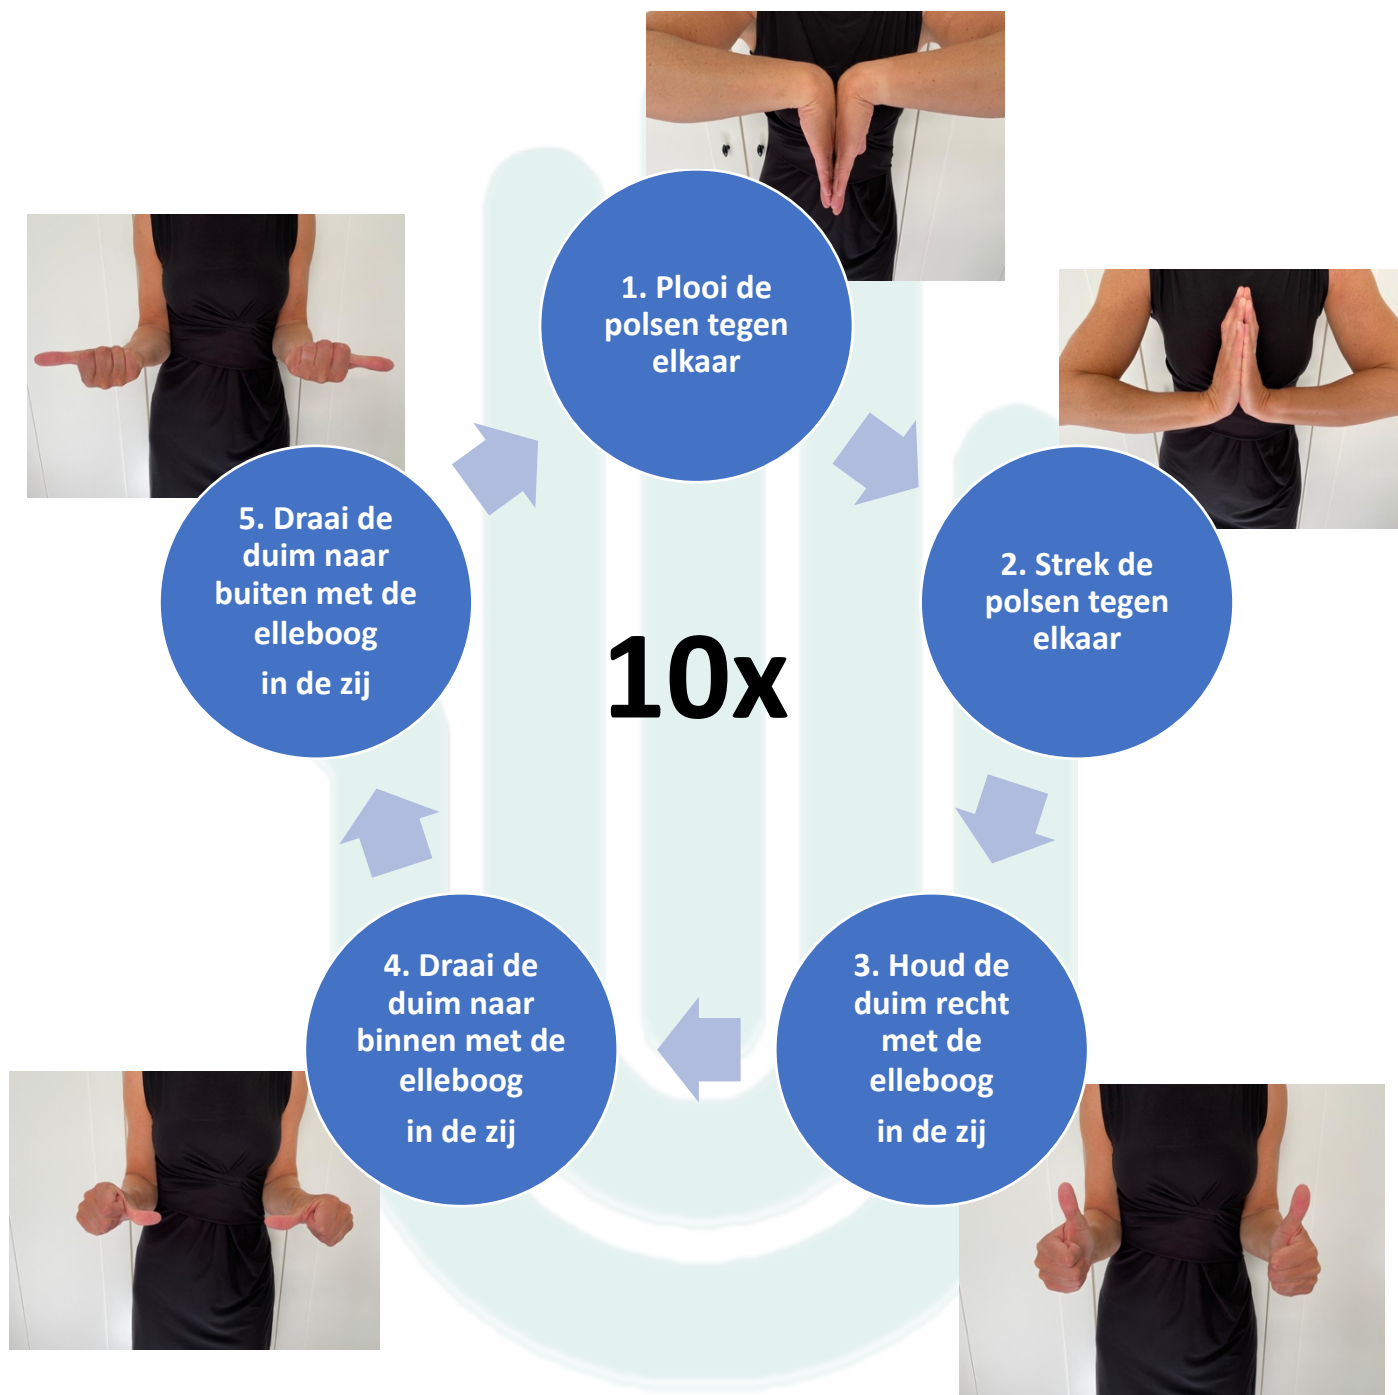 1. Plooi de
polsen tegen
elkaar
2. Strek de
polsen tegen
elkaar
3. Houd de
duim recht
met de
elleboog
in de zij
4. Draai de
duim naar
binnen met de
elleboog
in de zij
5. Draai de
duim naar
buiten met de
elleboog
in de zij
10x